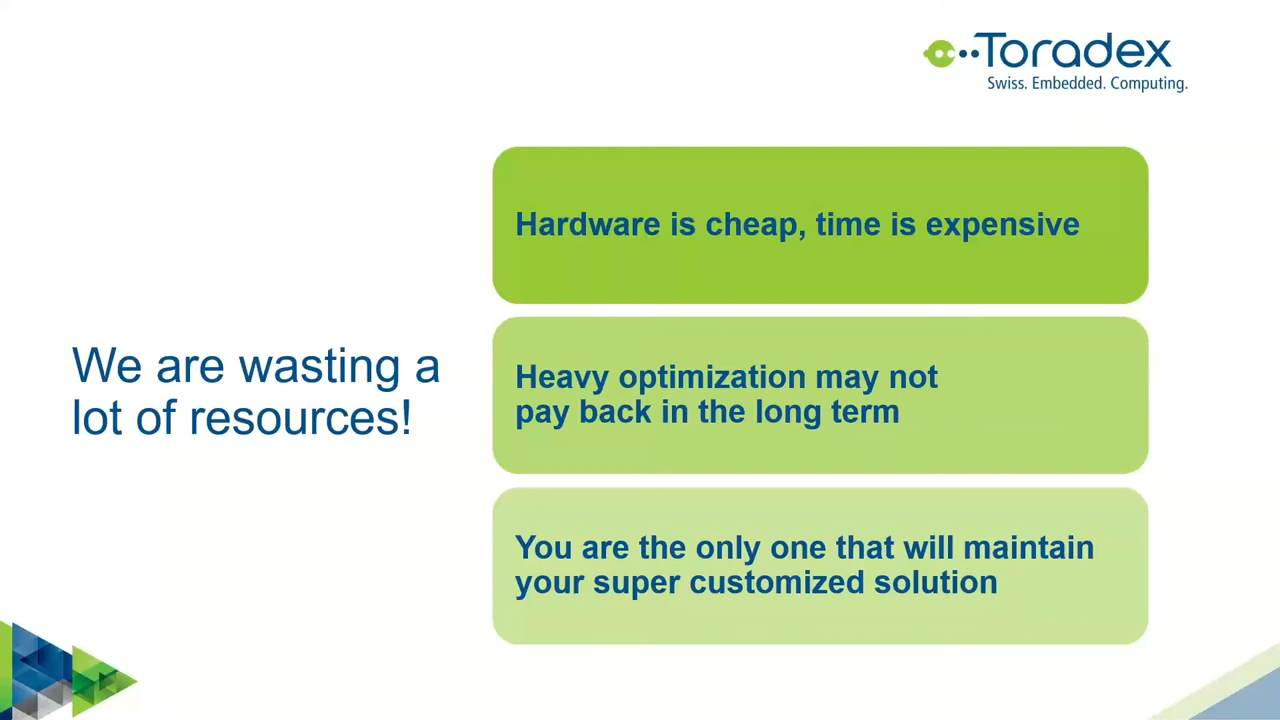 Toradex
Swiss. Embedded. Computing.
We are wasting a
lot of resources!
Hardware is cheap, time is expensive
Heavy optimization may not
pay back in the long term
You are the only one that will maintain
your super customized solution